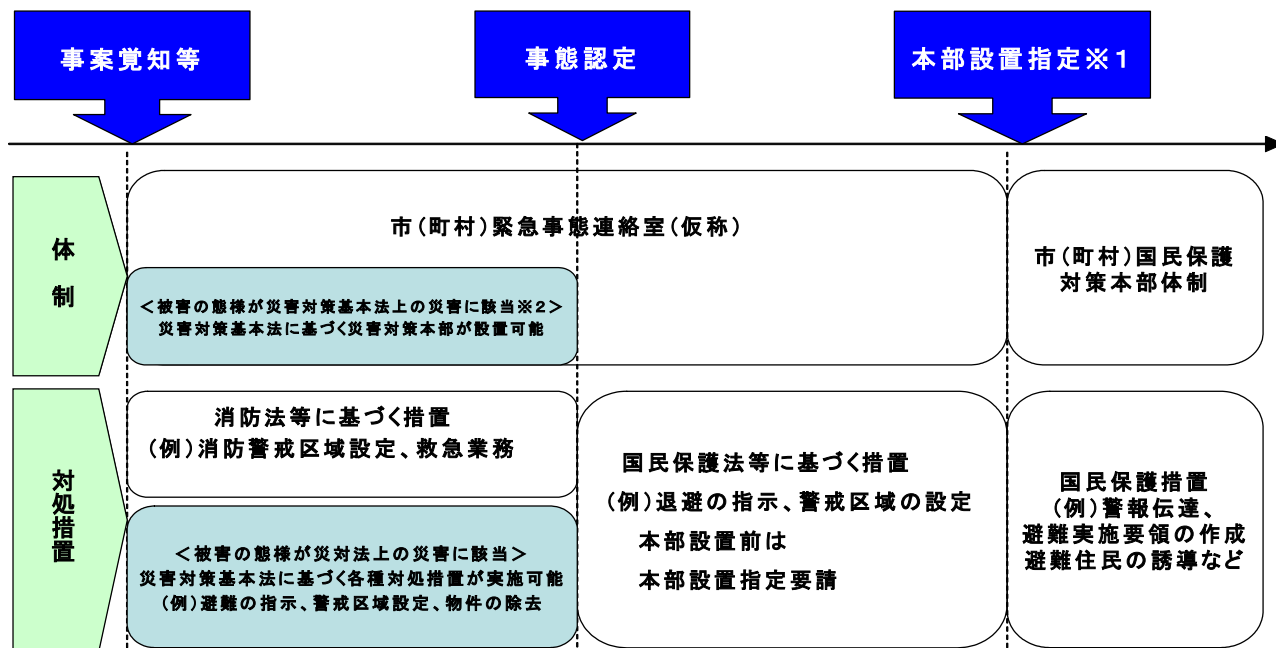 事案覚知等
事態認定
本部設置指定※1
体
制
市(町村)緊急事態連絡室(仮称)
<被害の態様が災害対策基本法上の災害に該当※2>
災害対策基本法に基づく災害対策本部が設置可能
市(町村)国民保護
対策本部体制
対処措置
消防法等に基づく措置
(例)消防警戒区域設定、救急業務
<被害の態様が災対法上の災害に該当>
災害対策基本法に基づく各種対処措置が実施可能
(例)避難の指示、警戒区域設定、物件の除去
国民保護法等に基づく措置
(例)退避の指示、警戒区域の設定
本部設置前は
本部設置指定要請
国民保護措置
(例)警報伝達、
避難実施要領の作成
避難住民の誘導など